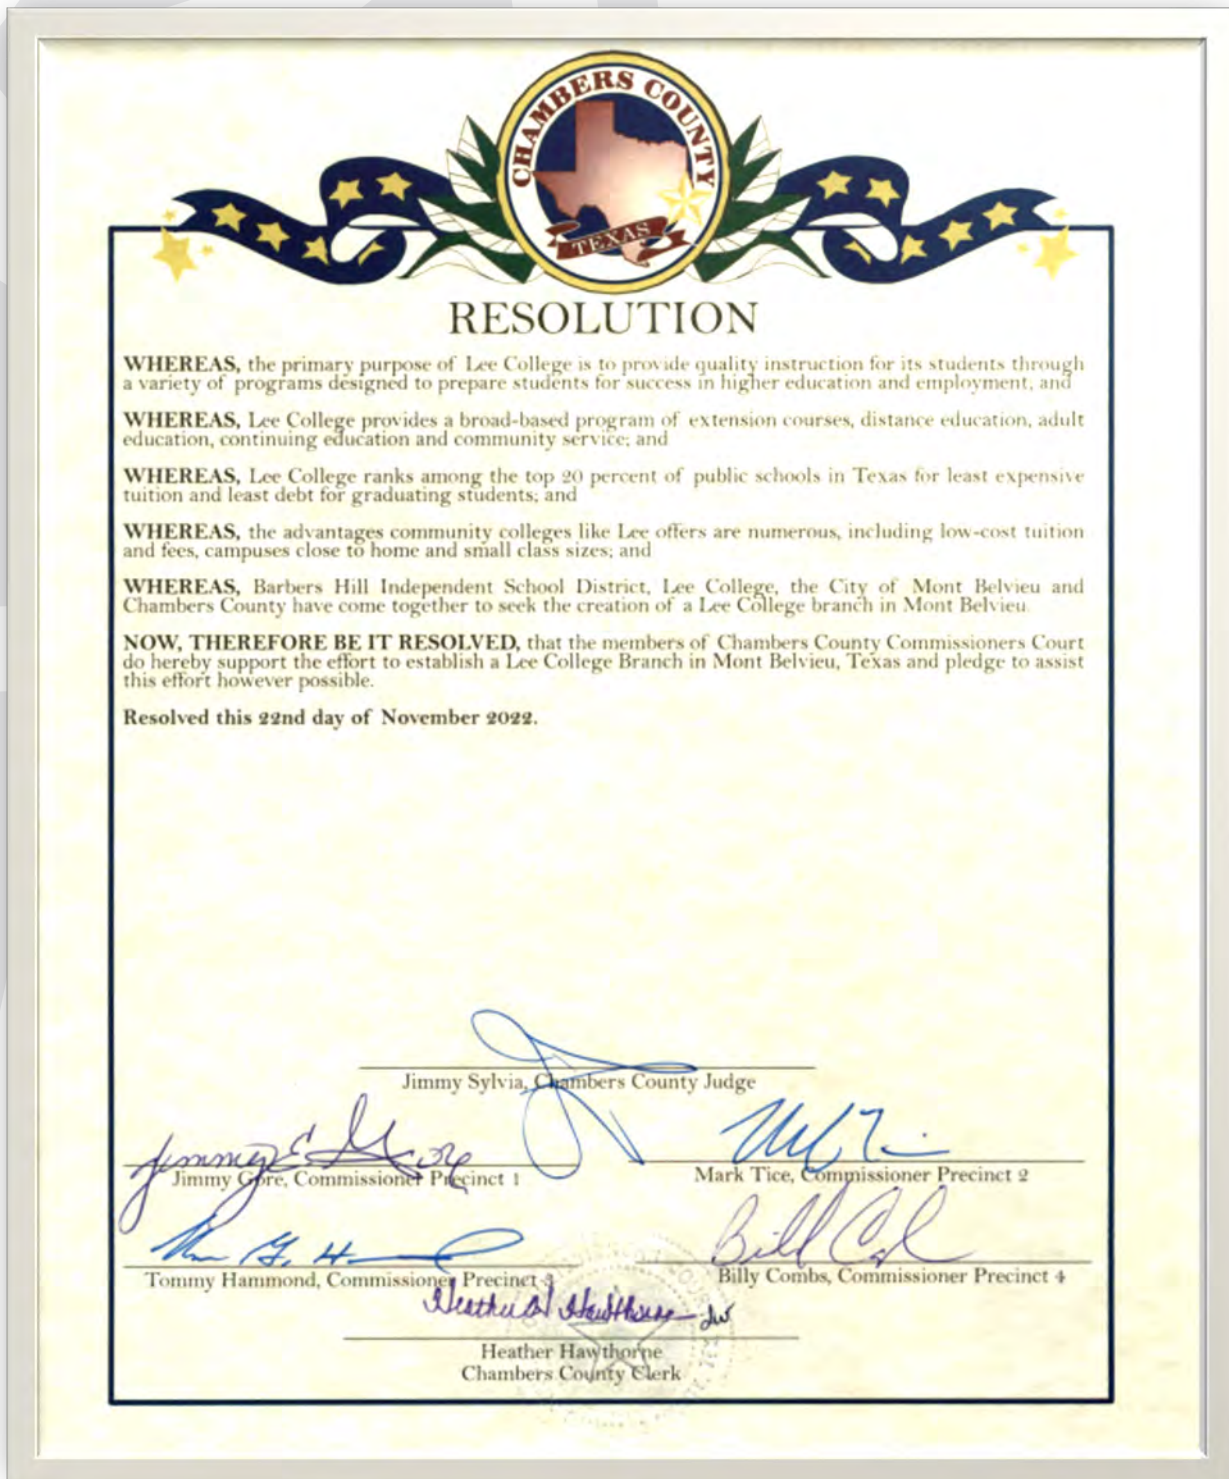 CHAMBERS COUNTY
TEXAS
RESOLUTION
WHEREAS, the primary purpose of Lee College is to provide quality instruction for its students through
a variety of programs designed to prepare students for success in higher education and employment, and
WHEREAS, Lee College provides a broad-based program of extension courses, distance education, adult
education, continuing education and community service; and
WHEREAS, Lee College ranks among the top 20 percent of public schools in Texas for least expensive
tuition and least debt for graduating students; and
WHEREAS, the advantages community colleges like Lee offers are numerous, including low-cost tuition
and fees, campuses close to home and small class sizes; and
WHEREAS, Barbers Hill Independent School District, Lee College, the City of Mont Belvieu and
Chambers County have come together to seek the creation of a Lee College branch in Mont Belvieu.
NOW, THEREFORE BE IT RESOLVED, that the members of Chambers County Commissioners Court
do hereby support the effort to establish a Lee College Branch in Mont Belvieu, Texas and pledge to assist
this effort however possible.
Resolved this 22nd day of November 2022.
Jimmy Sylvia, Chambers County Judge
Jimmy E Gore
Jimmy Gore, Commissioner Precinct 1
Mark Tice, Commissioner Precinct 2
Bill Combs
Tommy Hammond, Commissioner Precinct 3
Billy Combs, Commissioner Precinct 4
Heather H Hawthorne
Heather Hawthorne
Chambers County Clerk